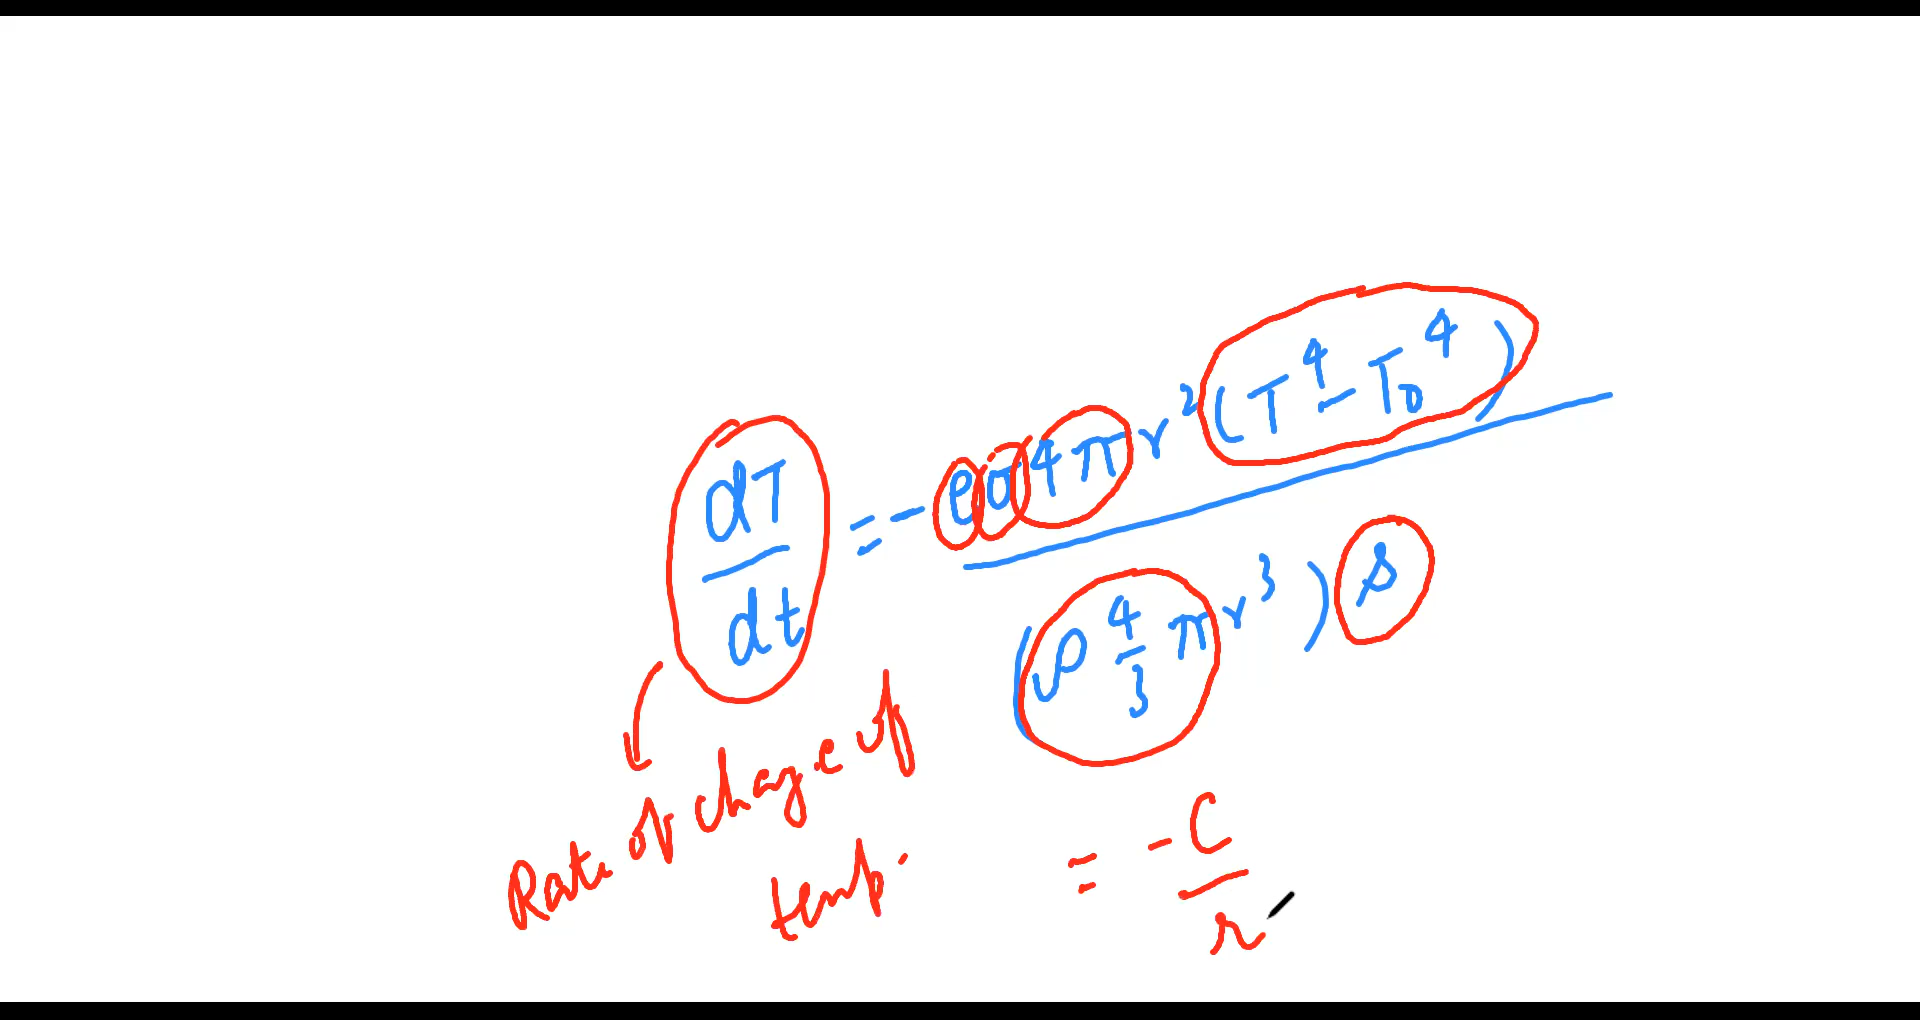 dT/dt = - eσ4πr²(T⁴ - T₀⁴) / (ρ 4/3 πr³) s
Rate of change of
temp.
= -C/r